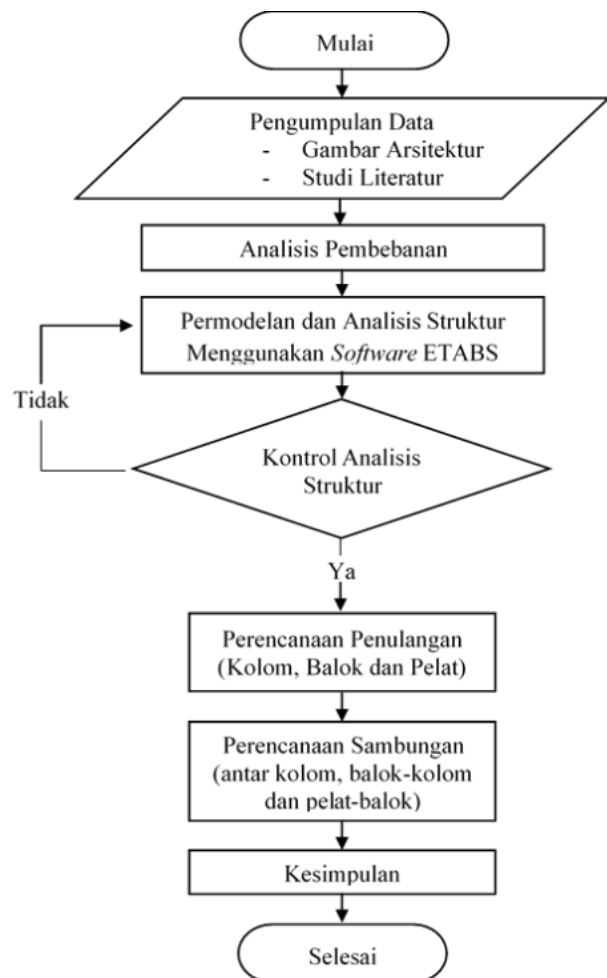 Mulai
Pengumpulan Data
- Gambar Arsitektur
- Studi Literatur
Analisis Pembebanan
Permodelan dan Analisis Struktur
Menggunakan Software ETABS
Tidak
Kontrol Analisis
Struktur
Ya
Perencanaan Penulangan
(Kolom, Balok dan Pelat)
Perencanaan Sambungan
(antar kolom, balok-kolom
dan pelat-balok)
Kesimpulan
Selesai